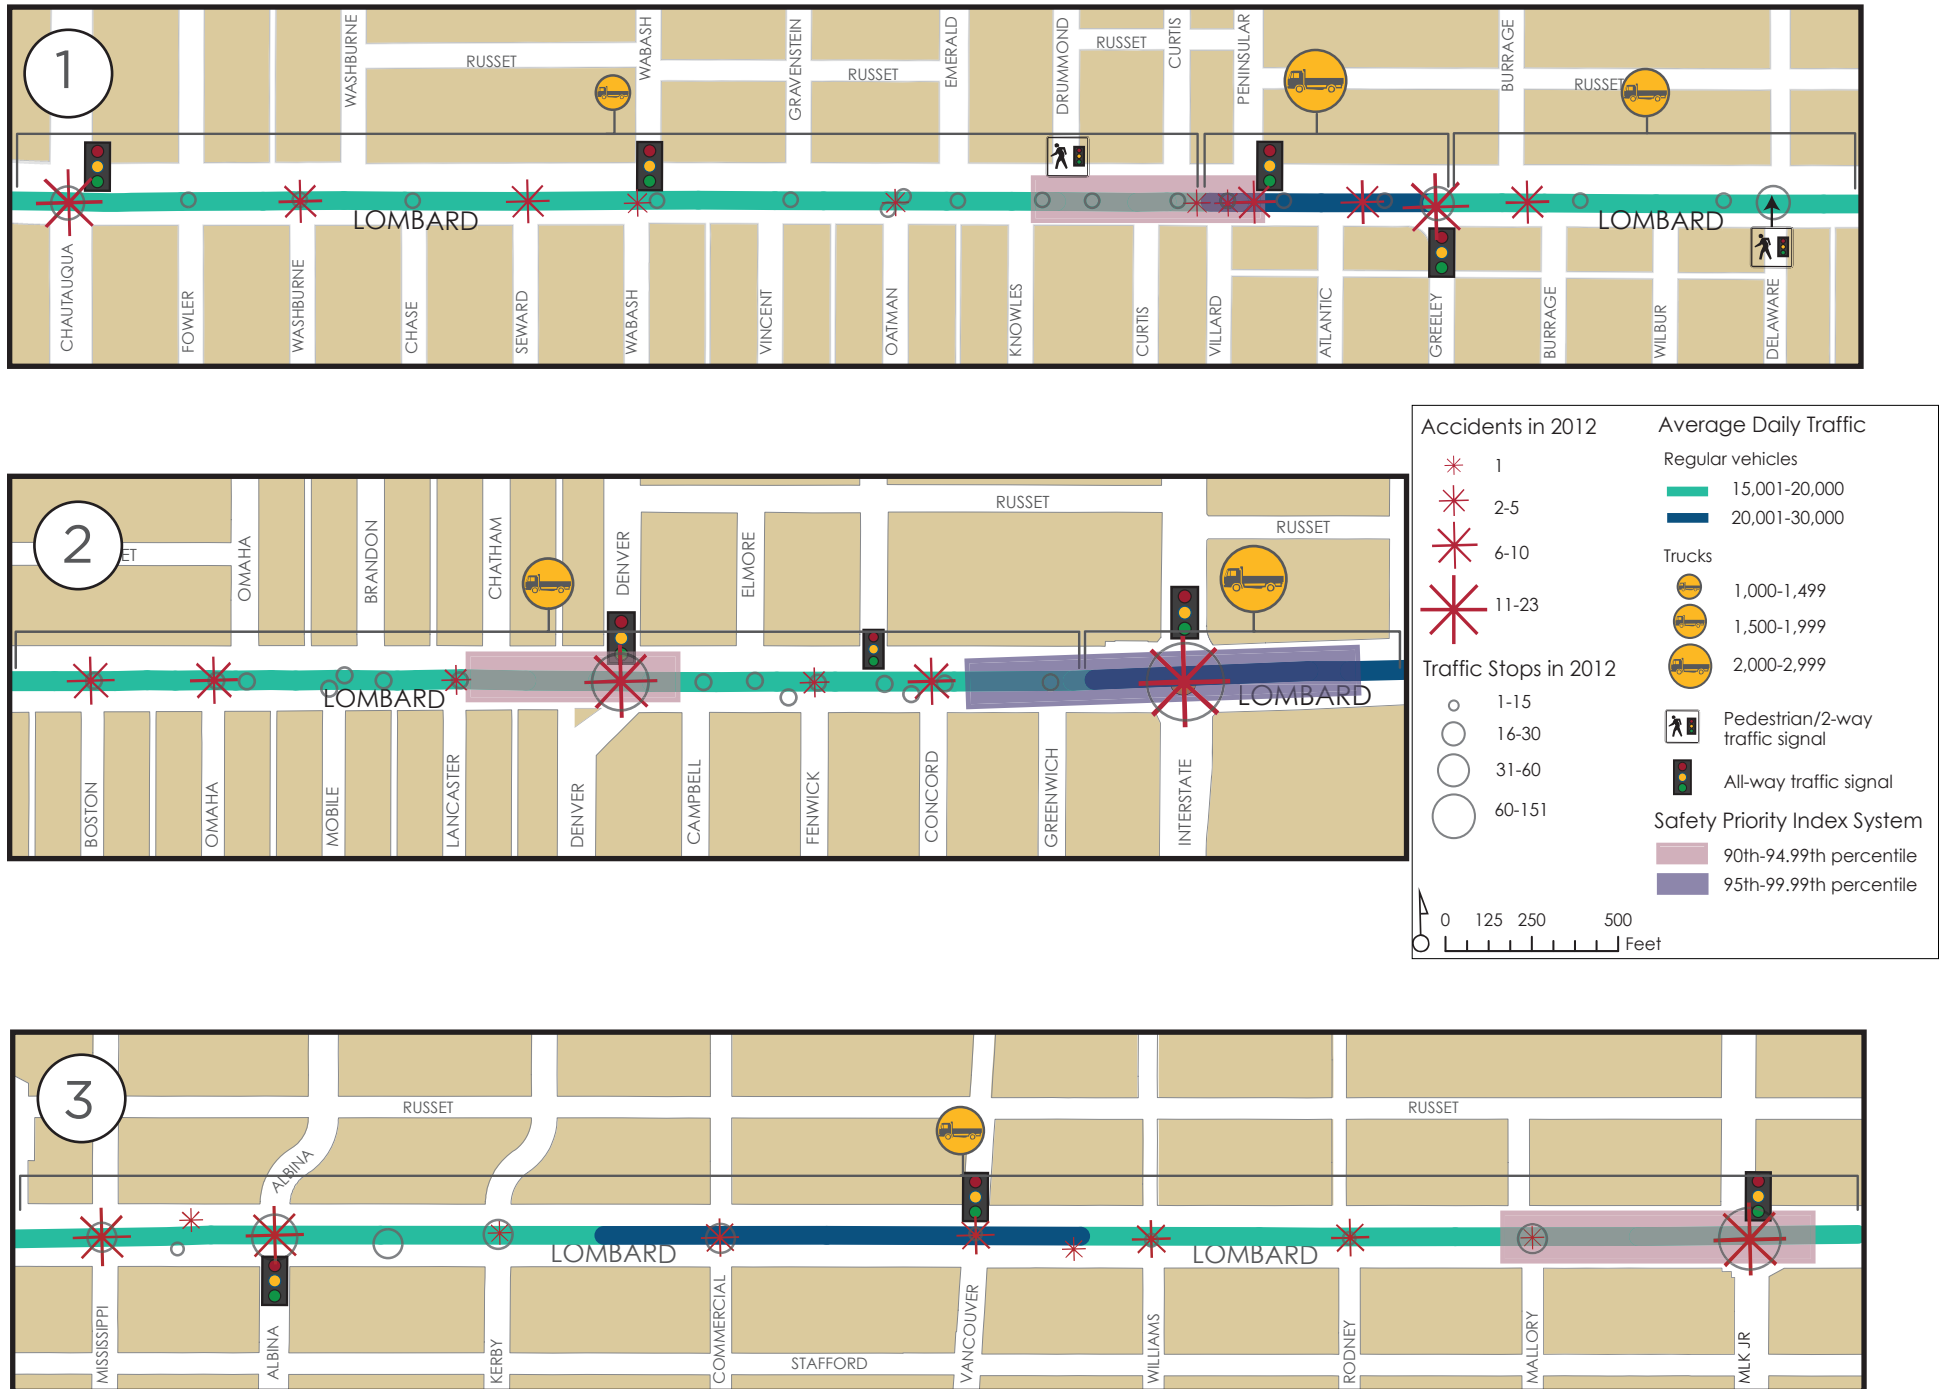 1
WASHBURNE
RUSSET
WABASH
GRAVENSTEIN
RUSSET
EMERALD
DRUMMOND
RUSSET
CURTIS
PENINSULAR
BURRAGE
RUSSET
LOMBARD
LOMBARD
CHAUTAUQUA
FOWLER
WASHBURNE
CHASE
SEWARD
WABASH
VINCENT
OATMAN
KNOWLES
CURTIS
VILLARD
ATLANTIC
GREELEY
BURRAGE
WILBUR
DELAWARE
2
ET
OMAHA
BRANDON
CHATHAM
DENVER
ELMORE
RUSSET
RUSSET
LOMBARD
LOMBARD
BOSTON
OMAHA
MOBILE
LANCASTER
DENVER
CAMPBELL
FENWICK
CONCORD
GREENWICH
INTERSTATE
Accidents in 2012
1
2-5
6-10
11-23
Traffic Stops in 2012
1-15
16-30
31-60
60-151
0 125 250 500
Feet
Average Daily Traffic
Regular vehicles
15,001-20,000
20,001-30,000
Trucks
1,000-1,499
1,500-1,999
2,000-2,999
Pedestrian/2-way
traffic signal
All-way traffic signal
Safety Priority Index System
90th-94.99th percentile
95th-99.99th percentile
3
RUSSET
RUSSET
ALBINA
LOMBARD
LOMBARD
MISSISSIPPI
ALBINA
KERBY
COMMERCIAL
STAFFORD
VANCOUVER
WILLIAMS
RODNEY
MALLORY
MLK JR